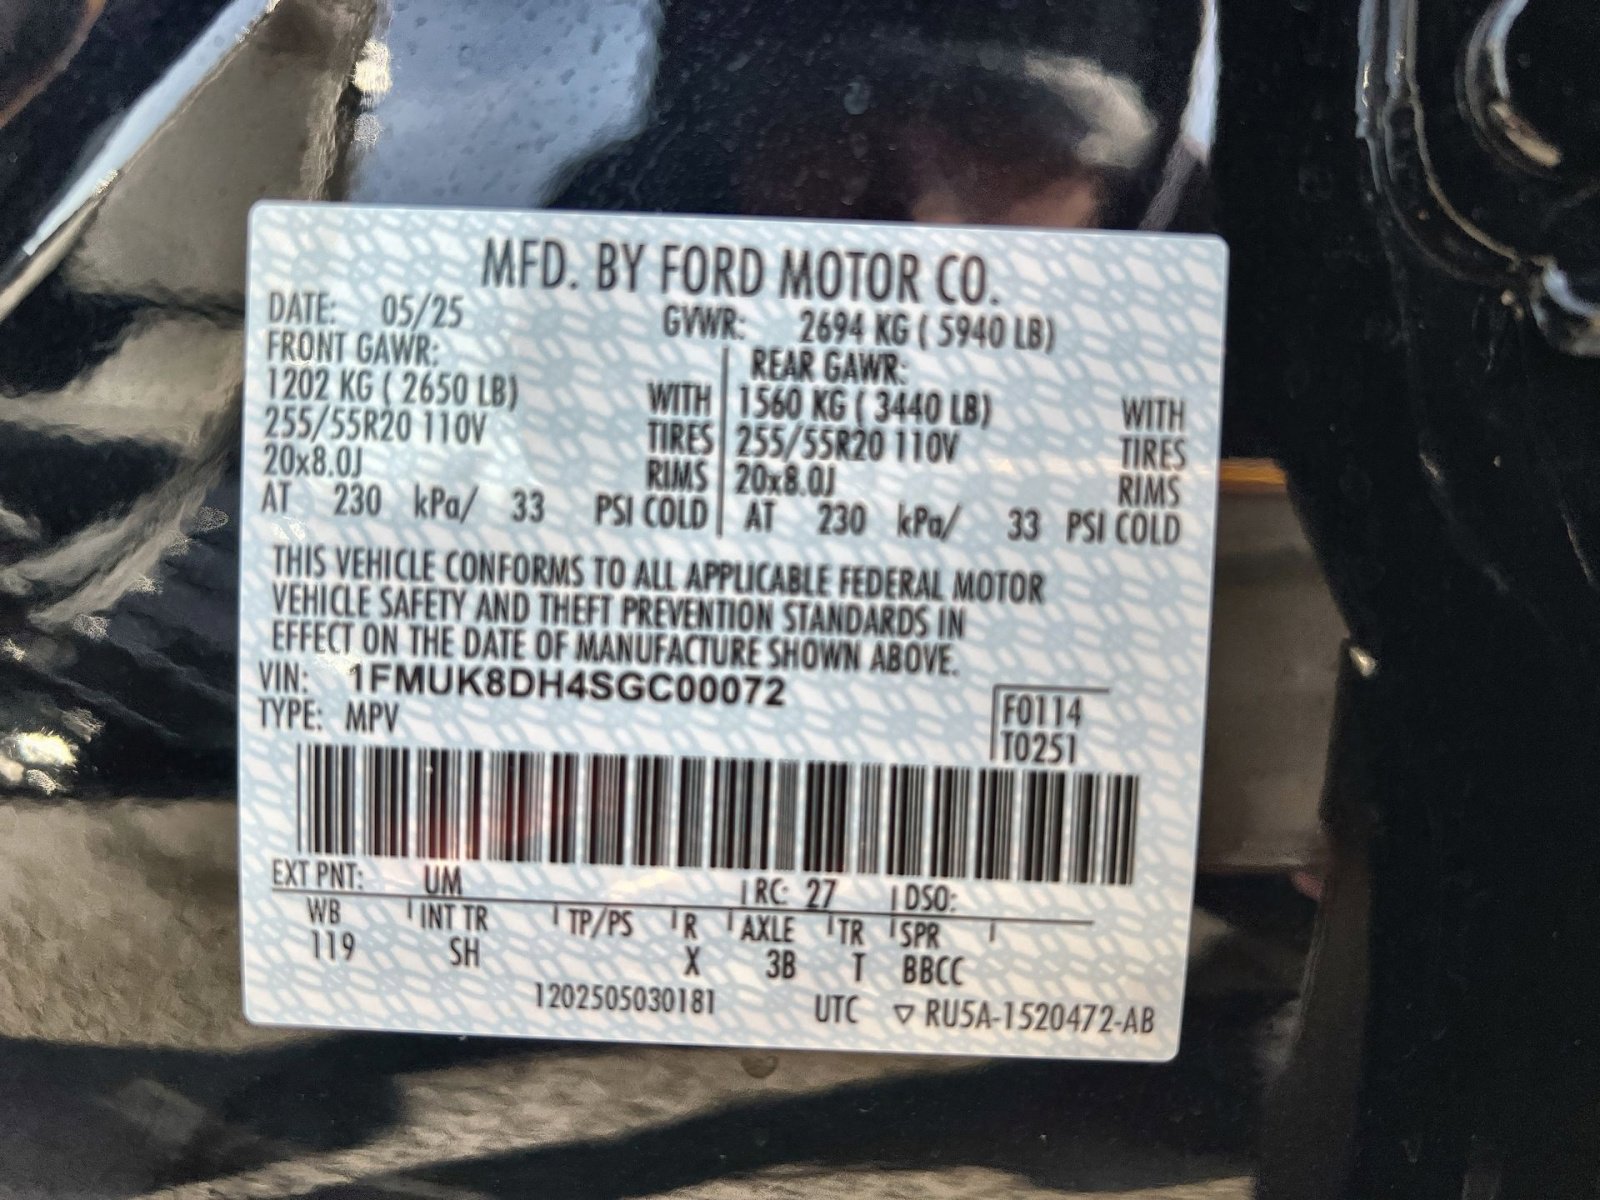 MFD. BY FORD MOTOR CO.
DATE: 05/25 GVWR: 2694 KG ( 5940 LB)
FRONT GAWR: REAR GAWR:
1202 KG ( 2650 LB) WITH 1560 KG ( 3440 LB) WITH
255/55R20 110V TIRES 255/55R20 110V TIRES
20x8.0J RIMS 20x8.0J RIMS
AT 230 kPa/ 33 PSI COLD AT 230 kPa/ 33 PSI COLD
THIS VEHICLE CONFORMS TO ALL APPLICABLE FEDERAL MOTOR
VEHICLE SAFETY AND THEFT PREVENTION STANDARDS IN
EFFECT ON THE DATE OF MANUFACTURE SHOWN ABOVE.
VIN: 1FMUK8DH4SGC00072
TYPE: MPV
F0114
T0251
EXT PNT: UM RC: 27 DSO:
WB INT TR TP/PS R AXLE TR SPR
119 SH X 3B T BBCC
1202505030181 UTC ▽ RU5A-1520472-AB